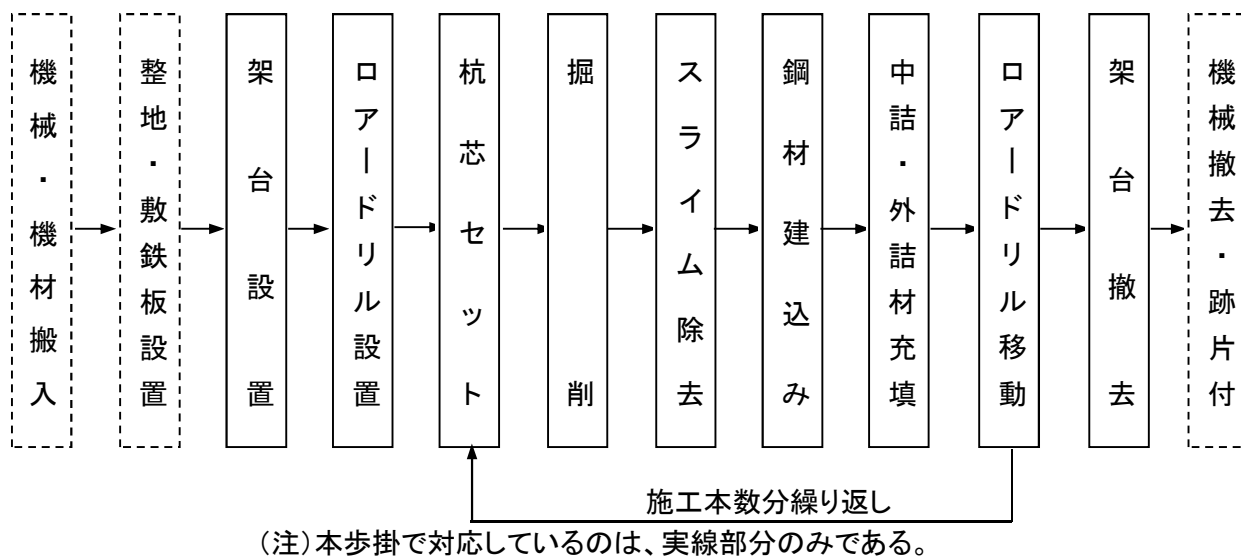 機械・機材搬入
整地・敷鉄板設置
架台設置
ロアードリル設置
杭芯セット
掘削
スライム除去
鋼材建込み
中詰・外詰材充填
ロアードリル移動
架台撤去
機械撤去・跡片付
施工本数分繰り返し
（注）本歩掛で対応しているのは、実線部分のみである。